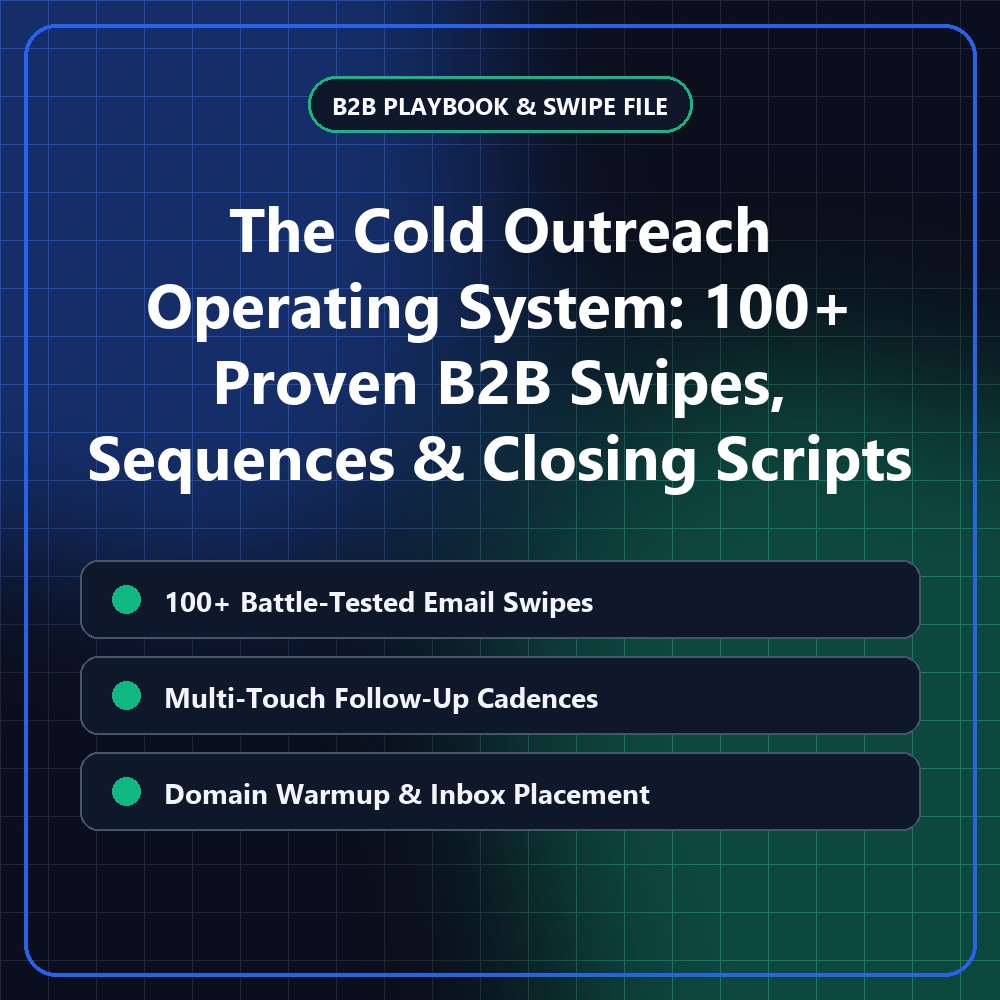 B2B PLAYBOOK & SWIPE FILE
The Cold Outreach
Operating System: 100+
Proven B2B Swipes,
Sequences & Closing Scripts
100+ Battle-Tested Email Swipes
Multi-Touch Follow-Up Cadences
Domain Warmup & Inbox Placement